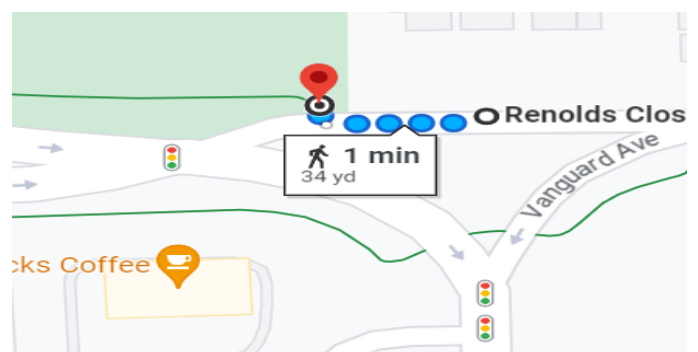 Renolds Clos
1 min
34 yd
Vanguard Ave
cks Coffee